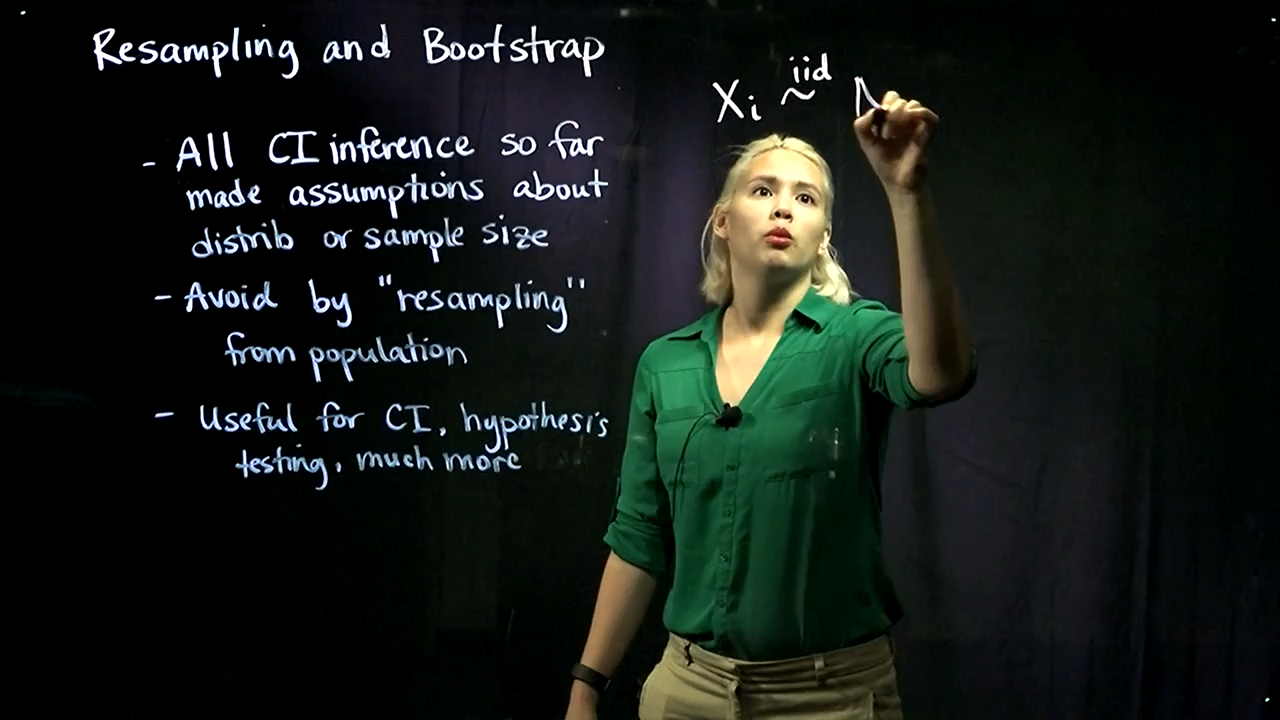 Resampling and Bootstrap
- All CI inference so far
made assumptions about
distrib or sample size
- Avoid by "resampling"
from population
- Useful for CI, hypothesis
testing, much more
Xi ~ iid